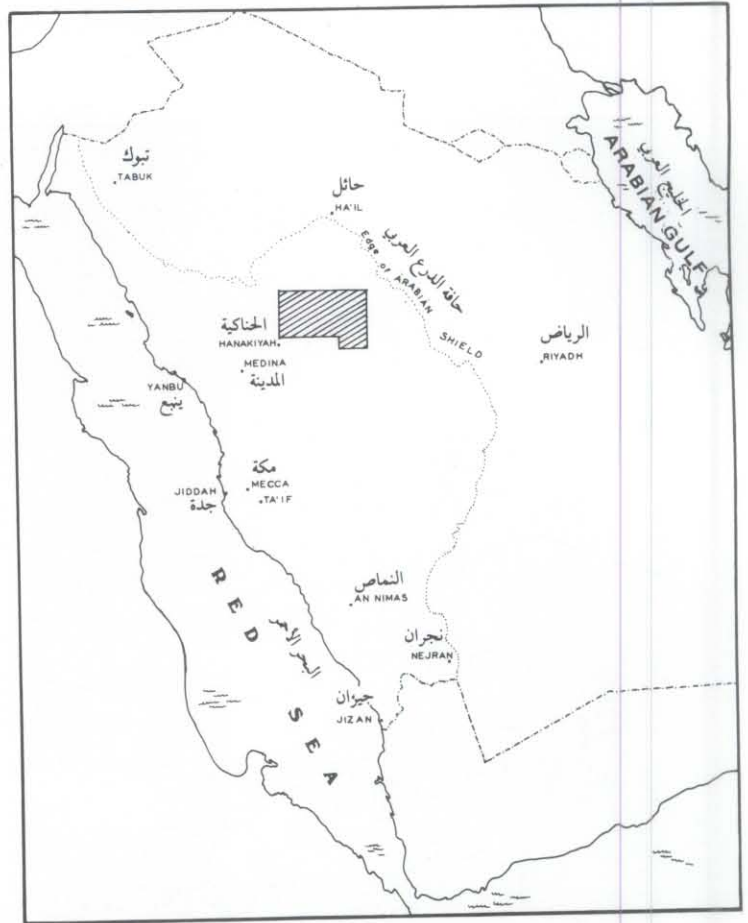 تبوك
TABUK
حائل
HA'IL
الخليج العربي
ARABIAN GULF
حافة الدرع العربي
Edge of ARABIAN SHIELD
الحناكية
HANAKIYAH
الرياض
RIYADH
MEDINA
المدينة
YANBU
ينبع
مكة
MECCA
JIDDAH
جدة
TA'IF
النماص
AN NIMAS
RED SEA
البحر الأحمر
نجران
NEJRAN
جيزان
JIZAN